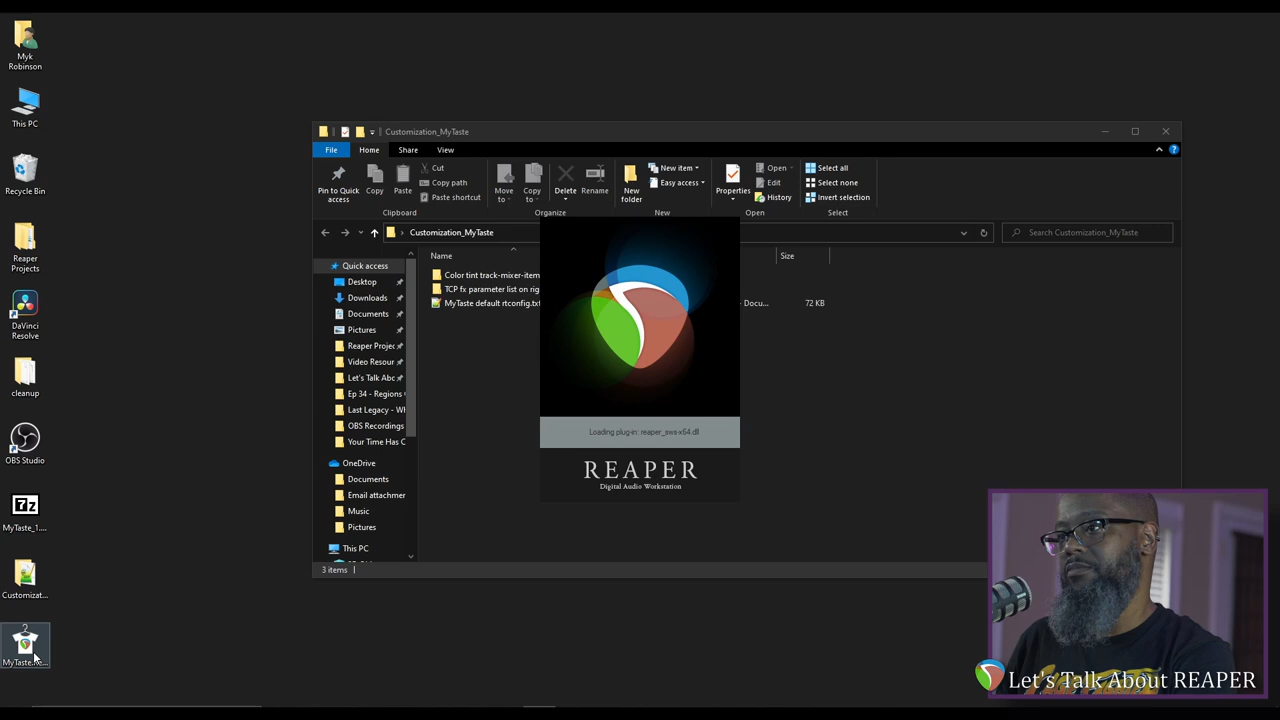 Myk
Robinson
This PC
Recycle Bin
Reaper
Projects
DaVinci
Resolve
cleanup
OBS Studio
7z
MyTaste_1....
Customizat...
MyTaste.Re...
Customization_MyTaste
File
Home
Share
View
Pin to Quick
access
Copy
Paste
Cut
Copy path
Paste shortcut
Clipboard
Move
to
Copy
to
Delete
Rename
Organize
New
folder
New item
Easy access
New
Properties
Open
Edit
History
Open
Select all
Select none
Invert selection
Select
Customization_MyTaste
Search Customization_MyTaste
Name
Size
Quick access
Desktop
Downloads
Documents
Pictures
Reaper Projec
Video Resour
Let's Talk Abc
Ep 34 - Regions
Last Legacy - Wh
OBS Recordings
Your Time Has C
OneDrive
Documents
Email attachmen
Music
Pictures
This PC
Color tint track-mixer-item
TCP fx parameter list on rig
MyTaste default rtconfig.txt
- Docu...
72 KB
3 items
Loading plug-in: reaper_sws-x64.dll
REAPER
Digital Audio Workstation
Let's Talk About REAPER